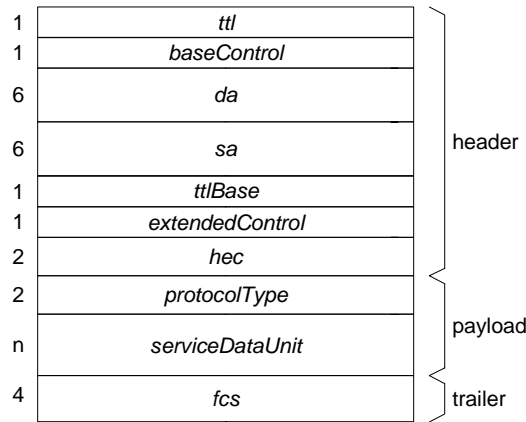 1 ttl
1 baseControl
6 da
6 sa
header
1 ttlBase
1 extendedControl
2 hec
2 protocolType
payload
n serviceDataUnit
4 fcs
trailer